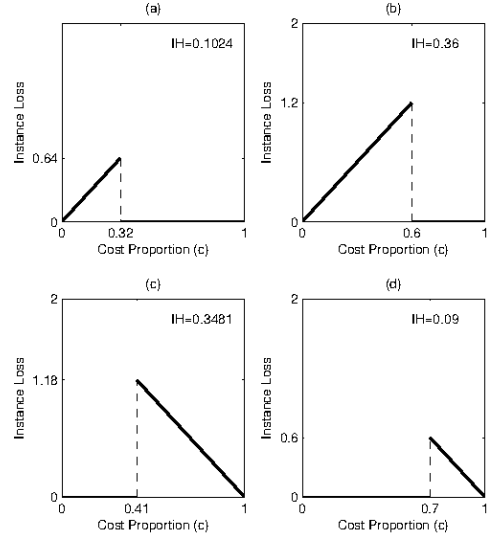 (a)
IH=0.1024
Instance Loss
0.64
0
0
0.32
1
Cost Proportion (c)
(b)
IH=0.36
Instance Loss
2
1.2
0
0
0.6
1
Cost Proportion (c)
(c)
IH=0.3481
Instance Loss
2
1.18
0
0
0.41
1
Cost Proportion (c)
(d)
IH=0.09
Instance Loss
2
0.6
0
0
0.7
1
Cost Proportion (c)